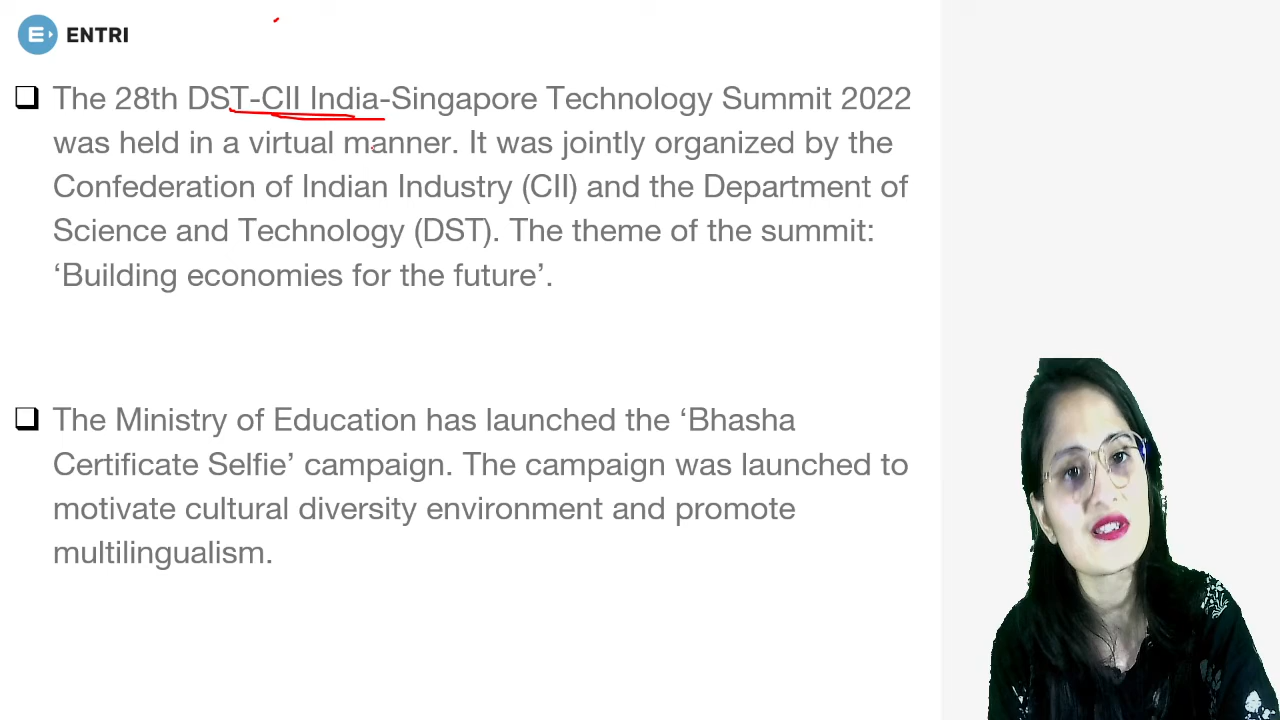 E ENTRI
The 28th DST-CII India-Singapore Technology Summit 2022
was held in a virtual manner. It was jointly organized by the
Confederation of Indian Industry (CII) and the Department of
Science and Technology (DST). The theme of the summit:
‘Building economies for the future’.
The Ministry of Education has launched the ‘Bhasha
Certificate Selfie’ campaign. The campaign was launched to
motivate cultural diversity environment and promote
multilingualism.